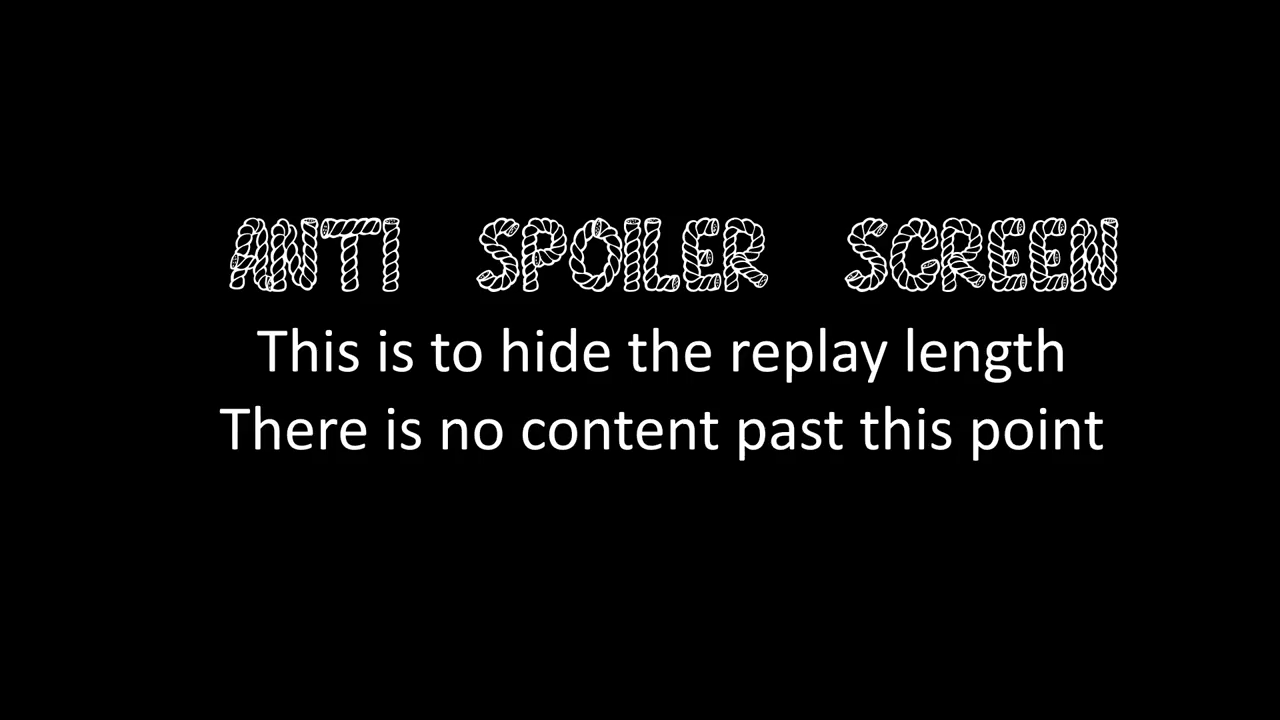 ANTI SPOILER SCREEN
This is to hide the replay length
There is no content past this point